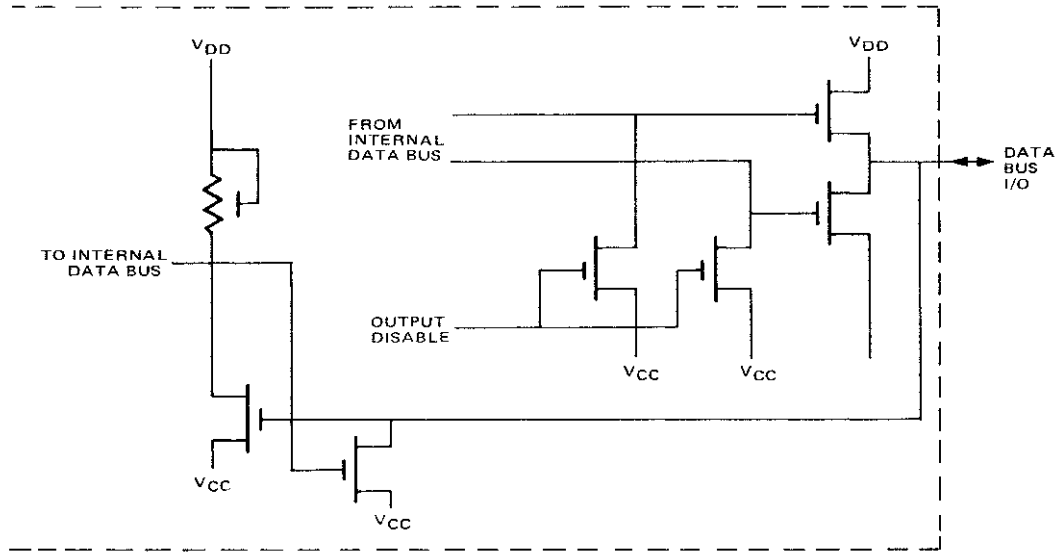 VDD
VDD
FROM
INTERNAL
DATA BUS
DATA
BUS
I/O
TO INTERNAL
DATA BUS
OUTPUT
DISABLE
VCC
VCC
VCC
VCC